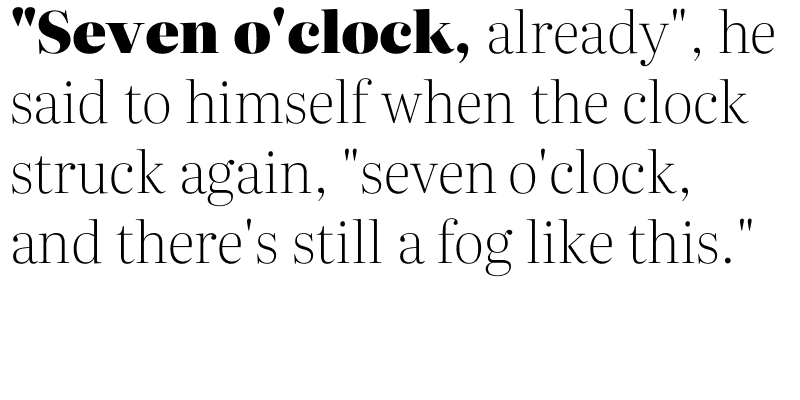 "Seven o'clock, already", he
said to himself when the clock
struck again, "seven o'clock,
and there's still a fog like this."